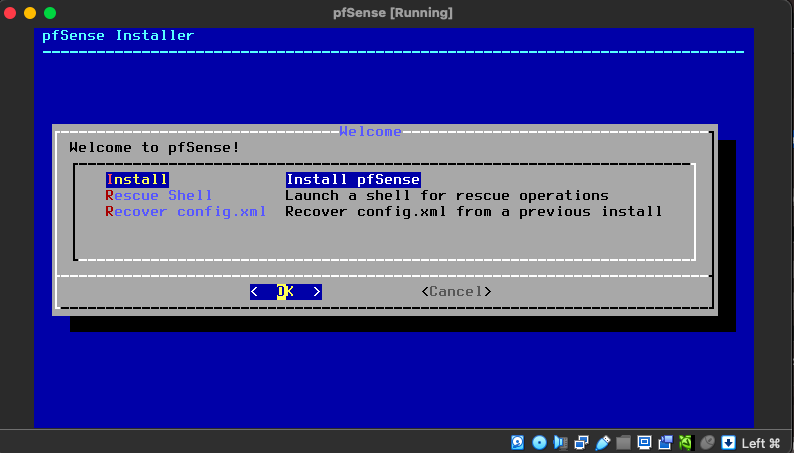 pfSense [Running]
pfSense Installer
Welcome
Welcome to pfSense!
Install Install pfSense
Rescue Shell Launch a shell for rescue operations
Recover config.xml Recover config.xml from a previous install
< OK > <Cancel>
Left ⌘